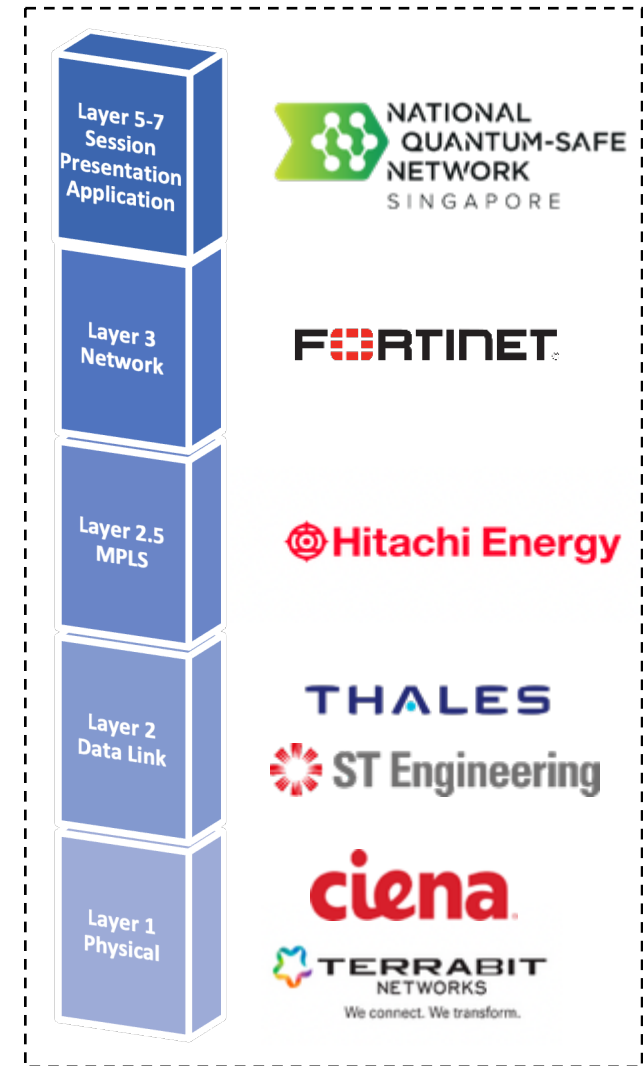 Layer 5-7
Session
Presentation
Application
NATIONAL
QUANTUM-SAFE
NETWORK
SINGAPORE
Layer 3
Network
FORTINET
Layer 2.5
MPLS
Hitachi Energy
Layer 2
Data Link
THALES
ST Engineering
Layer 1
Physical
ciena
TERRABIT
NETWORKS
We connect. We transform.